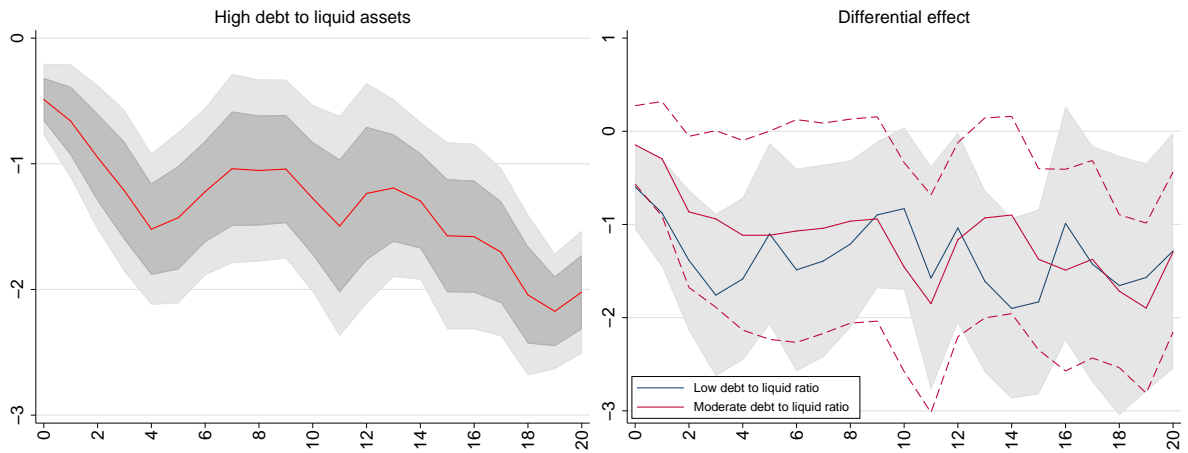 High debt to liquid assets
0
−1
−2
−3
0 2 4 6 8 10 12 14 16 18 20
Differential effect
1
0
−1
−2
−3
Low debt to liquid ratio
Moderate debt to liquid ratio
0 2 4 6 8 10 12 14 16 18 20